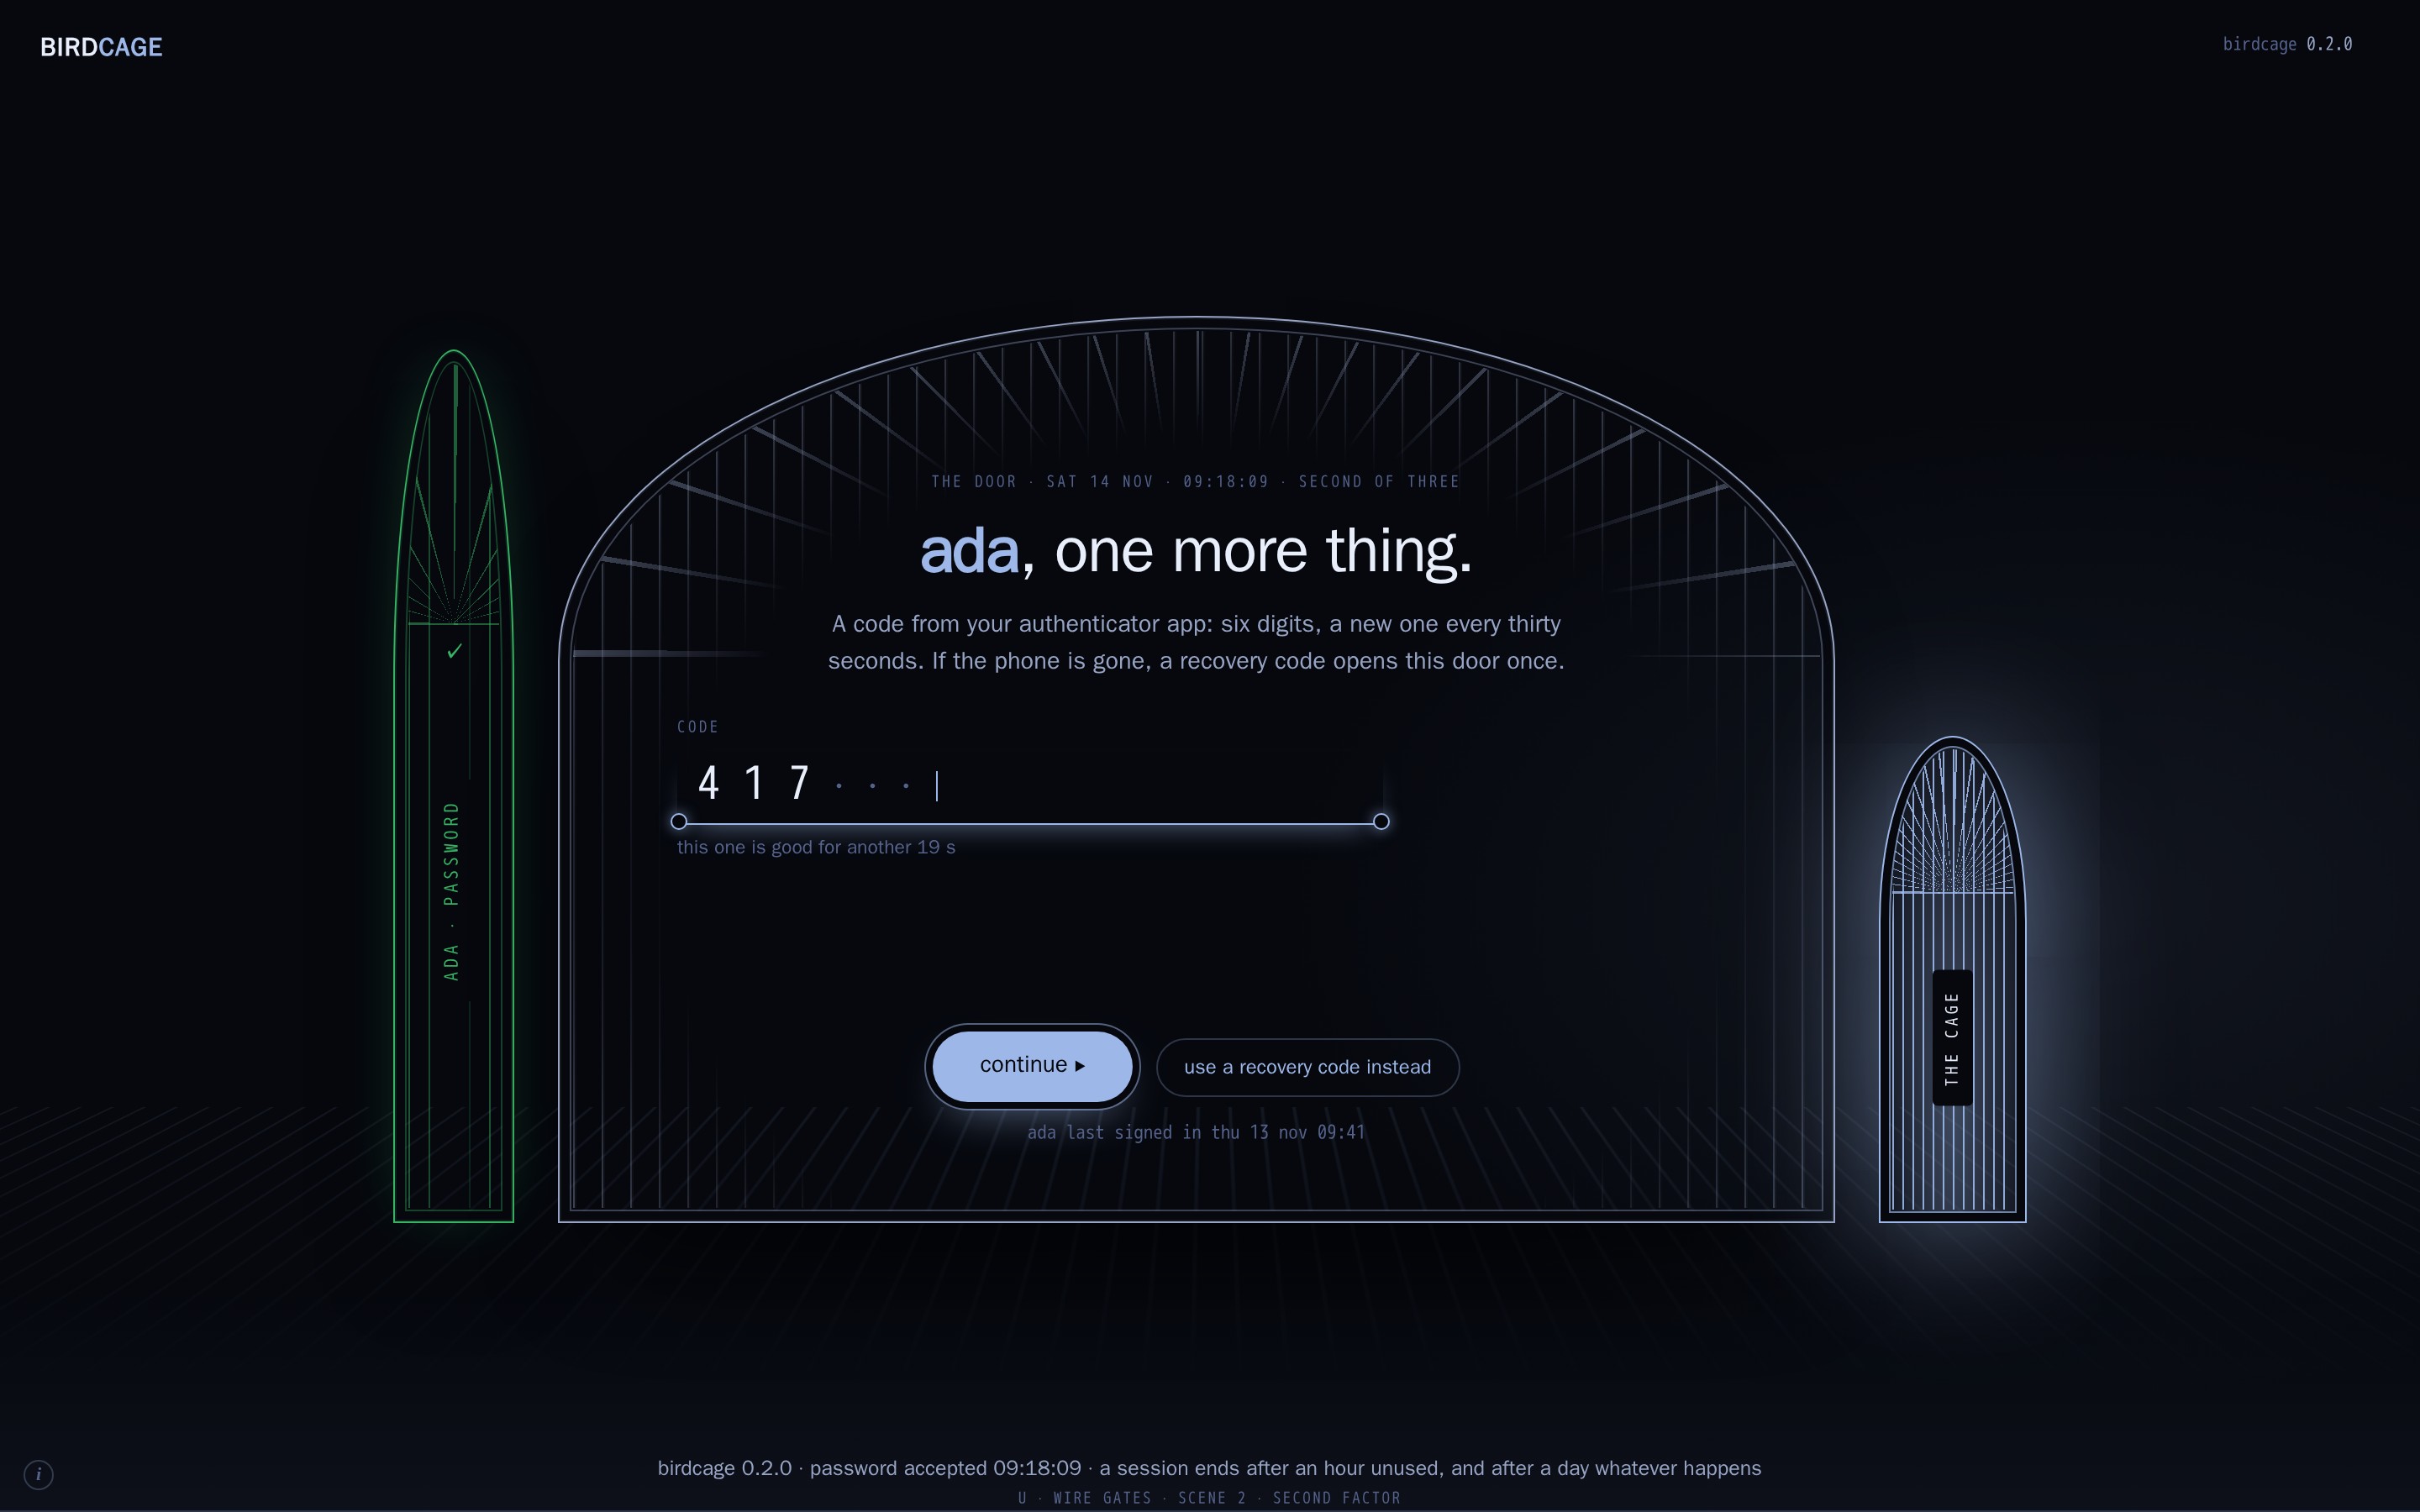 BIRDCAGE
birdcage 0.2.0
THE DOOR · SAT 14 NOV · 09:18:09 · SECOND OF THREE
ada, one more thing.
A code from your authenticator app: six digits, a new one every thirty
seconds. If the phone is gone, a recovery code opens this door once.
✓
ADA · PASSWORD
CODE
4 1 7 · · ·
this one is good for another 19 s
THE CAGE
continue ▸
use a recovery code instead
ada last signed in thu 13 nov 09:41
i
birdcage 0.2.0 · password accepted 09:18:09 · a session ends after an hour unused, and after a day whatever happens
U · WIRE GATES · SCENE 2 · SECOND FACTOR